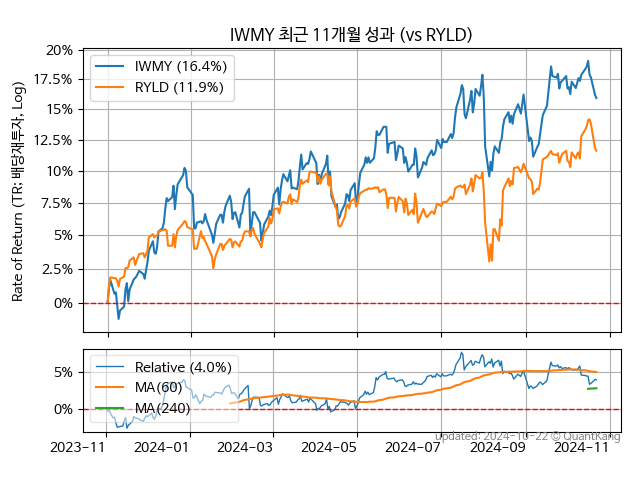 IWMY 최근 11개월 성과 (vs RYLD)
Rate of Return (TR: 배당재투자, Log)
20%
17.5%
15%
12.5%
10%
7.5%
5%
2.5%
0%
IWMY (16.4%)
RYLD (11.9%)
5%
0%
Relative (4.0%)
MA(60)
MA(240)
updated: 2024-10-22 © QuantKang
2023-11
2024-01
2024-03
2024-05
2024-07
2024-09
2024-11